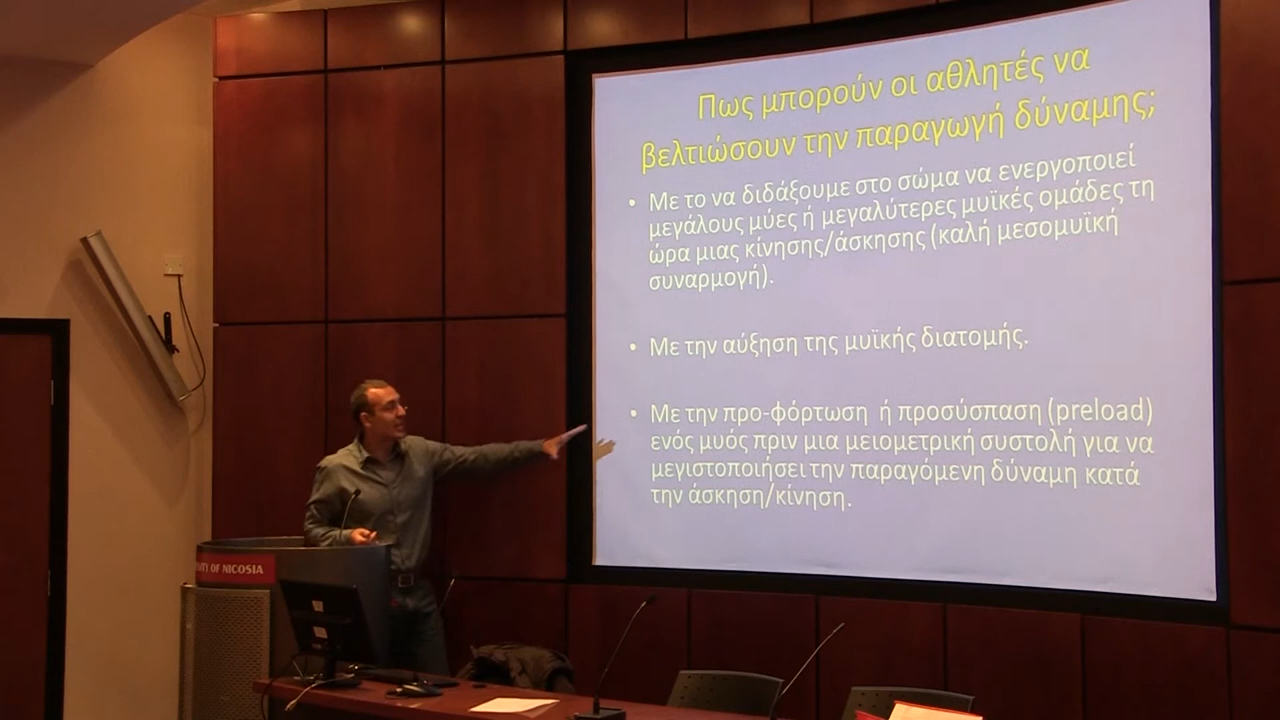 Πως μπορούν οι αθλητές να
βελτιώσουν την παραγωγή δύναμης;
• Με το να διδάξουμε στο σώμα να ενεργοποιεί
μεγάλους μύες ή μεγαλύτερες μυϊκές ομάδες τη
ώρα μιας κίνησης/άσκησης (καλή μεσομυϊκή
συναρμογή).
• Με την αύξηση της μυϊκής διατομής.
• Με την προ-φόρτωση ή προσύσπαση (preload)
ενός μυός πριν μια μειομετρική συστολή για να
μεγιστοποιήσει την παραγόμενη δύναμη κατά
την άσκηση/κίνηση.
OF NICOSIA